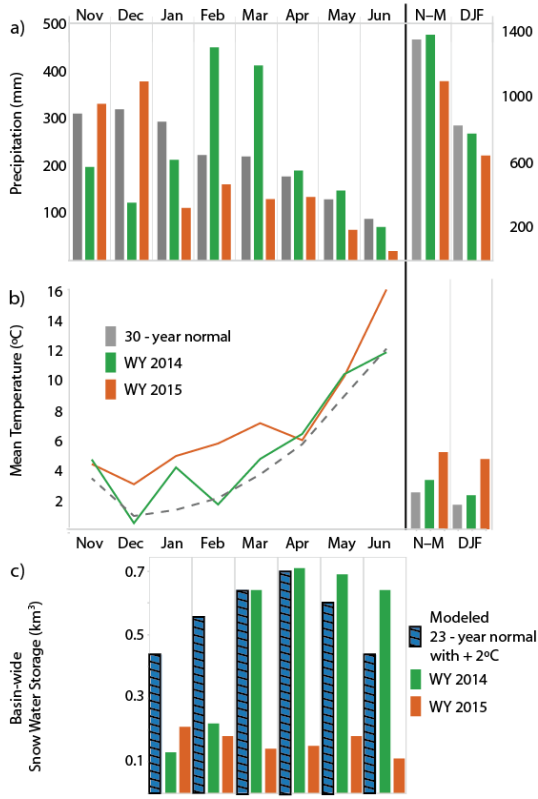 a)
Nov Dec Jan Feb Mar Apr May Jun N–M DJF
500
400
300
200
100
Precipitation (mm)
1400
1000
600
200
b)
16
14
12
10
8
6
4
2
Mean Temperature (ºC)
30 - year normal
WY 2014
WY 2015
Nov Dec Jan Feb Mar Apr May Jun N–M DJF
c)
0.7
0.5
0.3
0.1
Basin-wide
Snow Water Storage (km³)
Modeled
23 - year normal
with + 2ºC
WY 2014
WY 2015